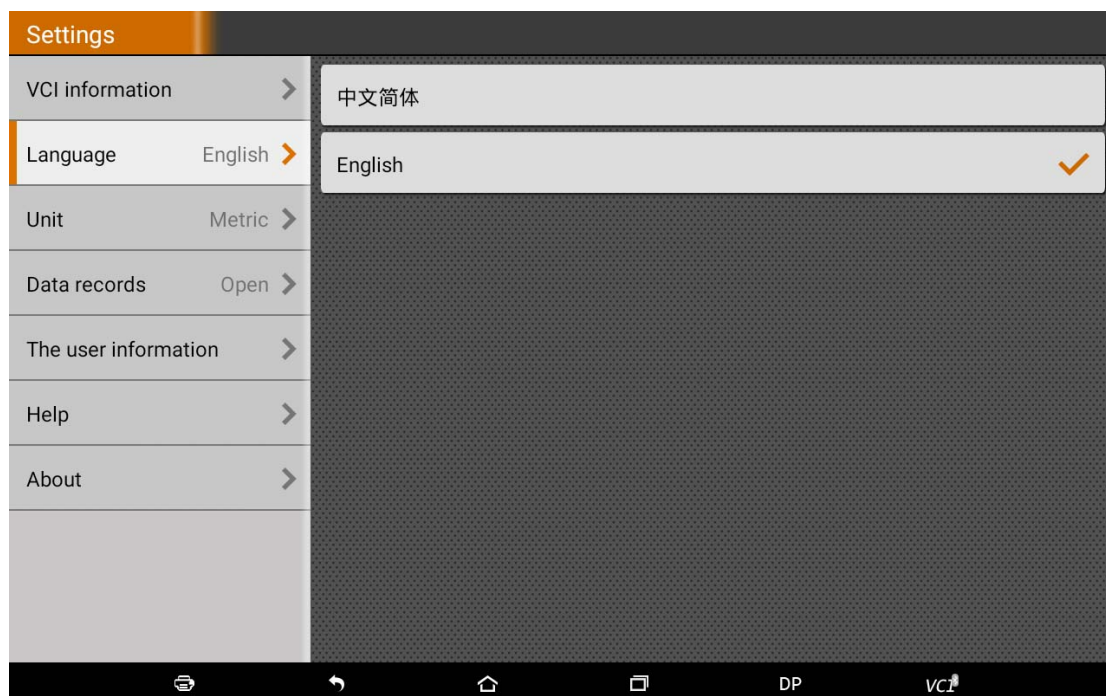 Settings
VCI information
Language English
Unit Metric
Data records Open
The user information
Help
About
中文简体
English
DP
VCI